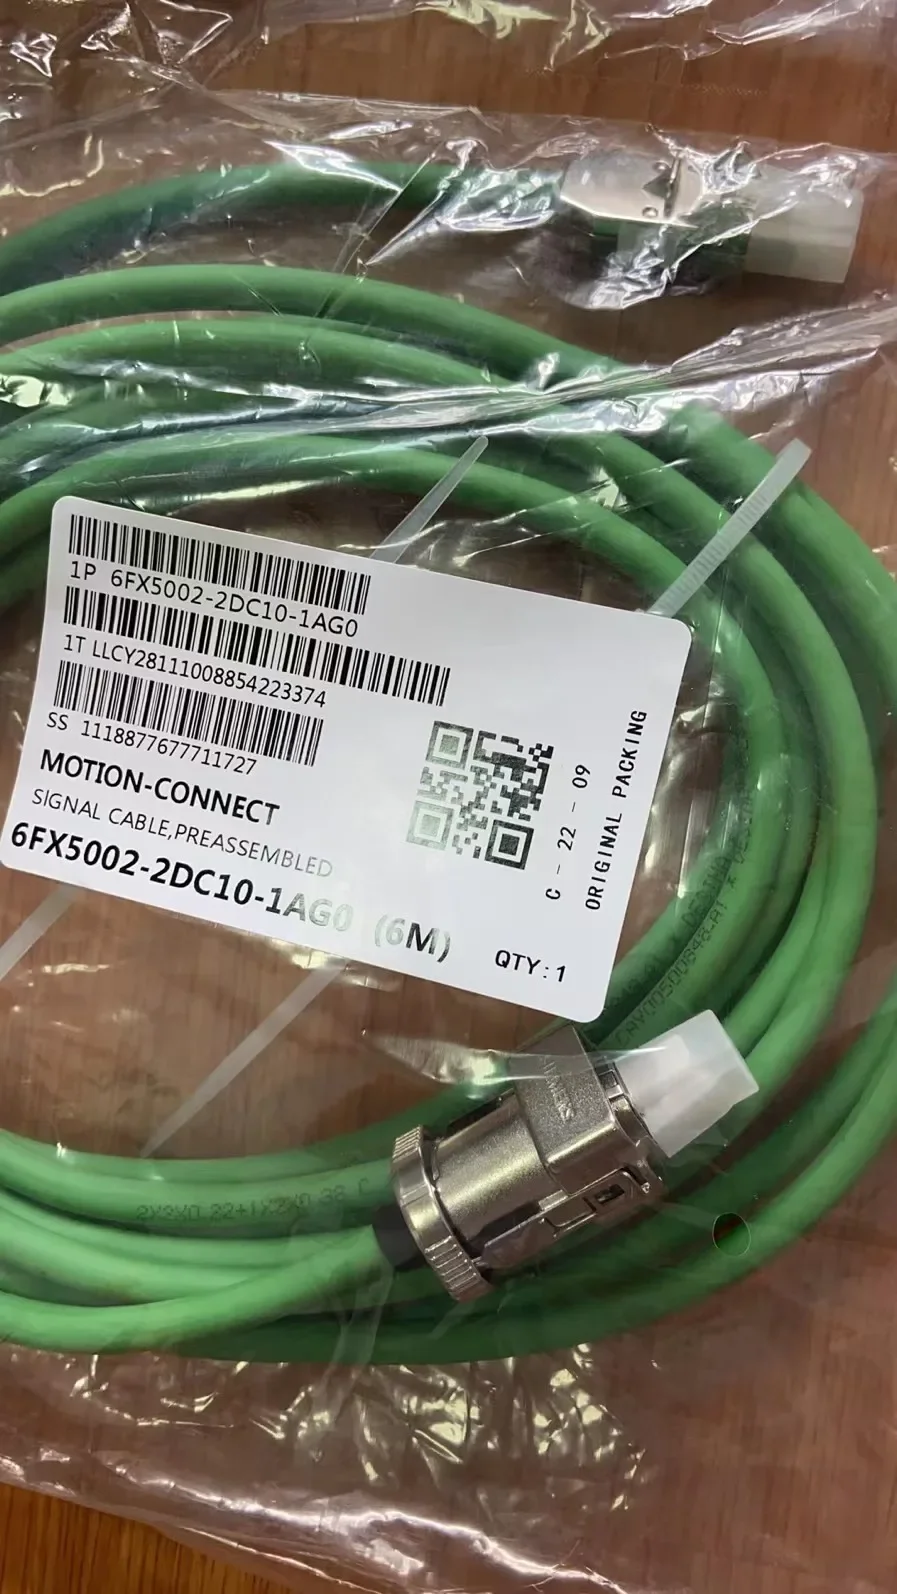 1P 6FX5002-2DC10-1AG0
1T LLCY28111008854223374
SS 1118877677711727
MOTION-CONNECT
SIGNAL CABLE,PREASSEMBLED
6FX5002-2DC10-1AG0 (6M)
QTY:1
C - 22 - 09
ORIGINAL PACKING
SIEMENS